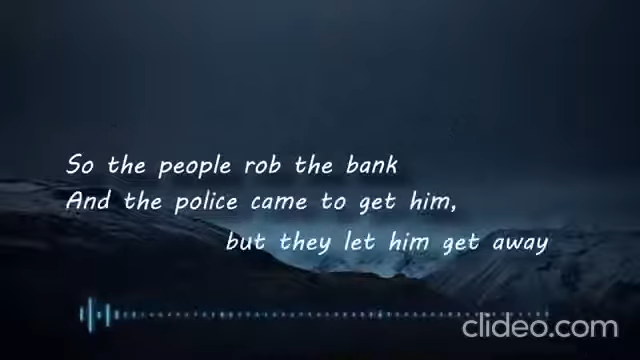 So the people rob the bank
And the police came to get him,
but they let him get away
clideo.com